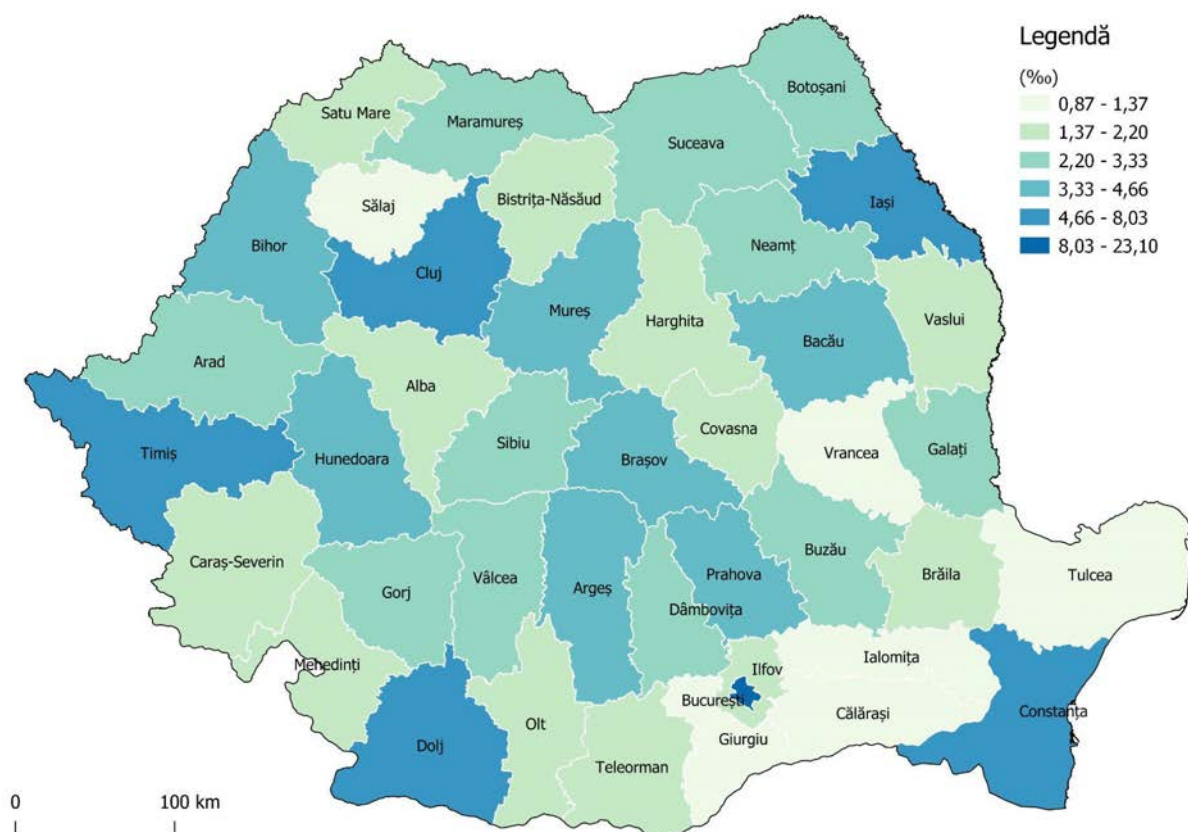 Legendă
(‰)
0,87 - 1,37
1,37 - 2,20
2,20 - 3,33
3,33 - 4,66
4,66 - 8,03
8,03 - 23,10
Botoșani
Satu Mare
Maramureș
Suceava
Sălaj
Bistrița-Năsăud
Iași
Bihor
Neamț
Cluj
Mureș
Harghita
Vaslui
Bacău
Arad
Alba
Covasna
Sibiu
Timiș
Hunedoara
Brașov
Vrancea
Galați
Caraș-Severin
Gorj
Vâlcea
Argeș
Prahova
Buzău
Brăila
Tulcea
Dâmbovița
Mehedinți
Ilfov
Ialomița
București
Călărași
Constanța
Olt
Giurgiu
Dolj
Teleorman
0
100 km